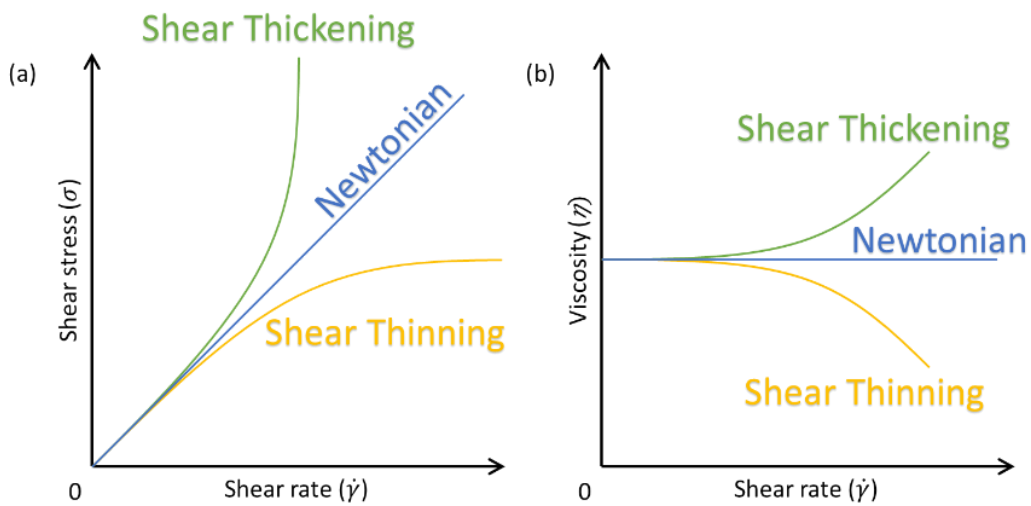 (a)
Shear Thickening
Newtonian
Shear Thinning
Shear stress (σ)
0
Shear rate (γ̇)
(b)
Shear Thickening
Newtonian
Shear Thinning
Viscosity (η)
0
Shear rate (γ̇)